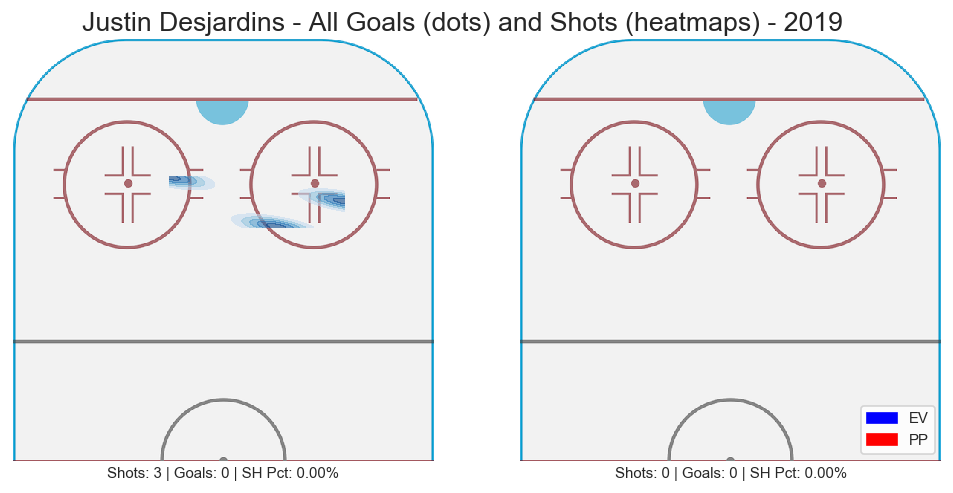 Justin Desjardins - All Goals (dots) and Shots (heatmaps) - 2019
EV
PP
Shots: 3 | Goals: 0 | SH Pct: 0.00%
Shots: 0 | Goals: 0 | SH Pct: 0.00%